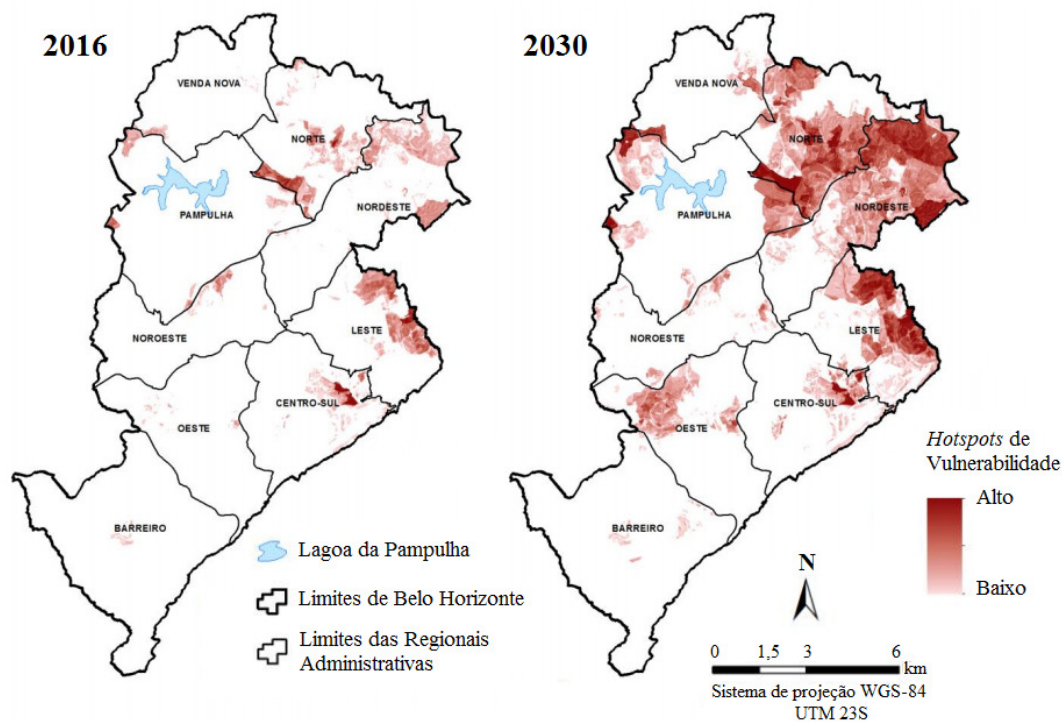 2016
VENDA NOVA
NORTE
PAMPULHA
NORDESTE
NOROESTE
LESTE
CENTRO-SUL
OESTE
BARREIRO
Lagoa da Pampulha
Limites de Belo Horizonte
Limites das Regionais
Administrativas
2030
VENDA NOVA
NORTE
PAMPULHA
NORDESTE
NOROESTE
LESTE
CENTRO-SUL
OESTE
BARREIRO
Hotspots de
Vulnerabilidade
Alto
Baixo
N
0 1,5 3 6
km
Sistema de projeção WGS-84
UTM 23S